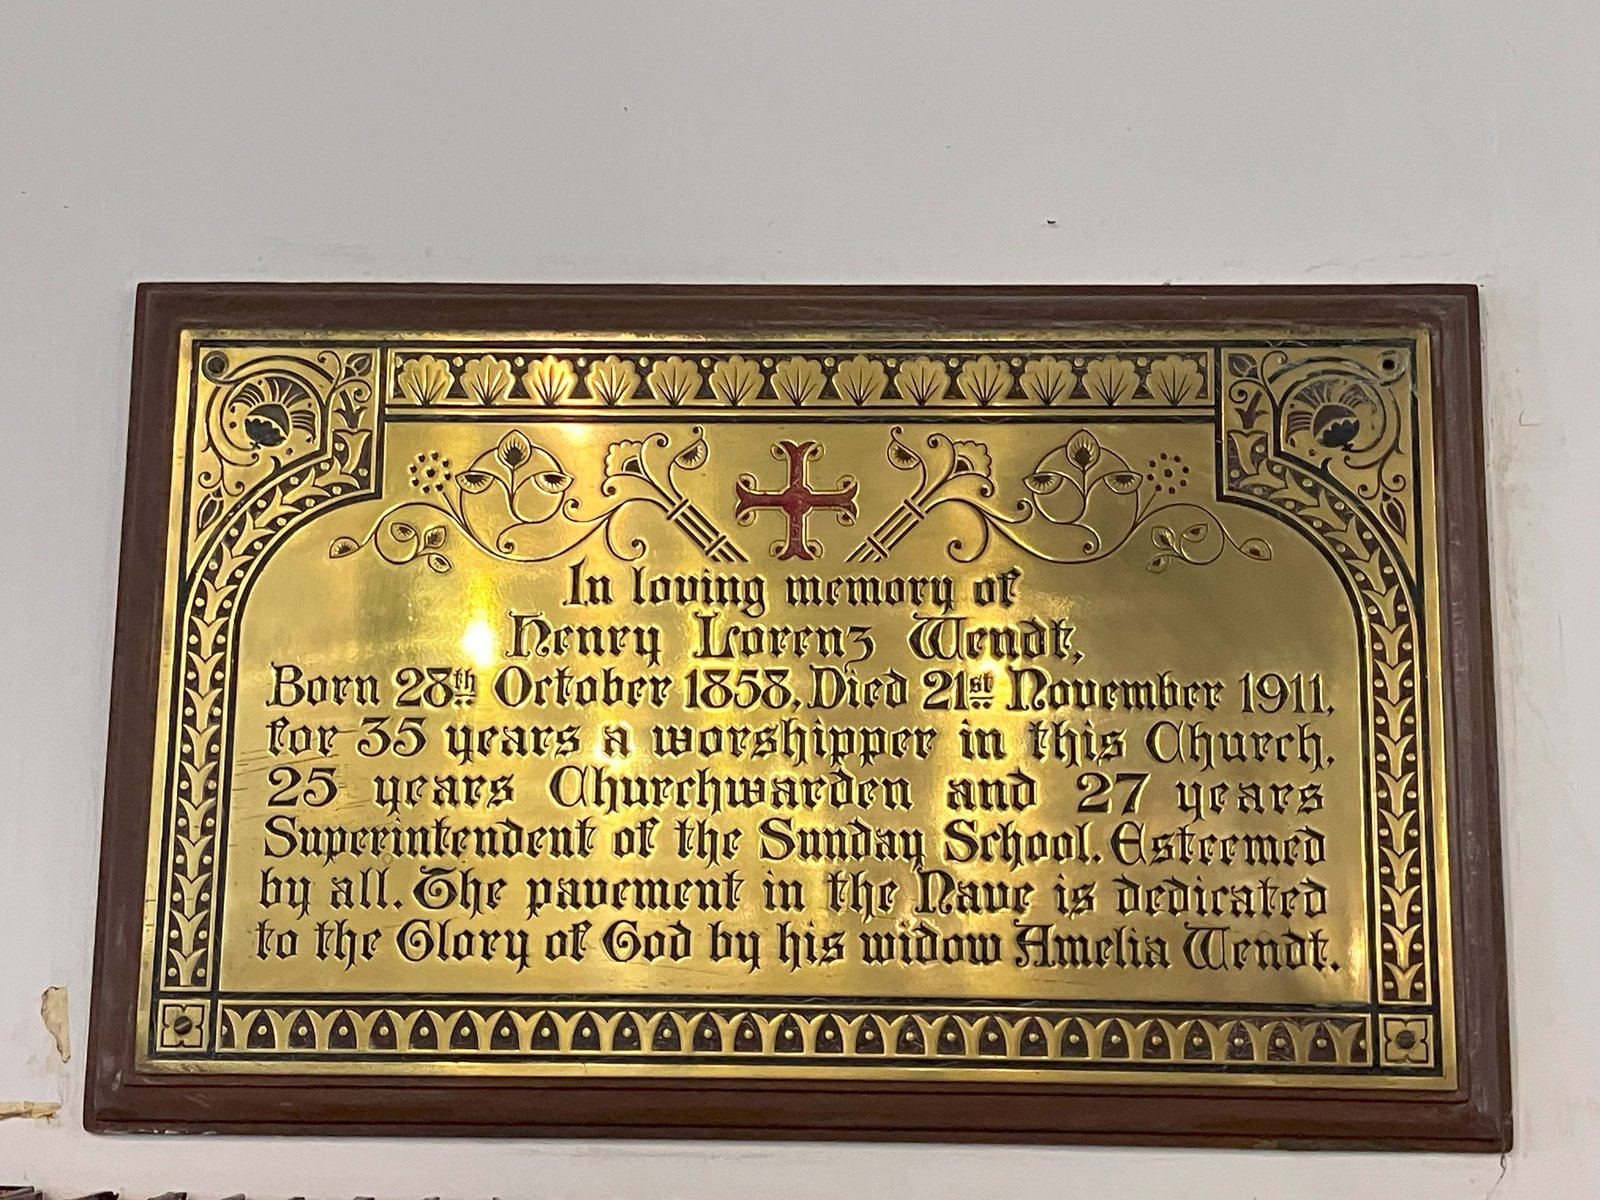 In loving memory of
Henry Lorenz Wendt,
Born 28th October 1858, Died 21st November 1911,
for 35 years a worshipper in this Church,
25 years Churchwarden and 27 years
Superintendent of the Sunday School. Esteemed
by all. The pavement in the Nave is dedicated
to the Glory of God by his widow Amelia Wendt.